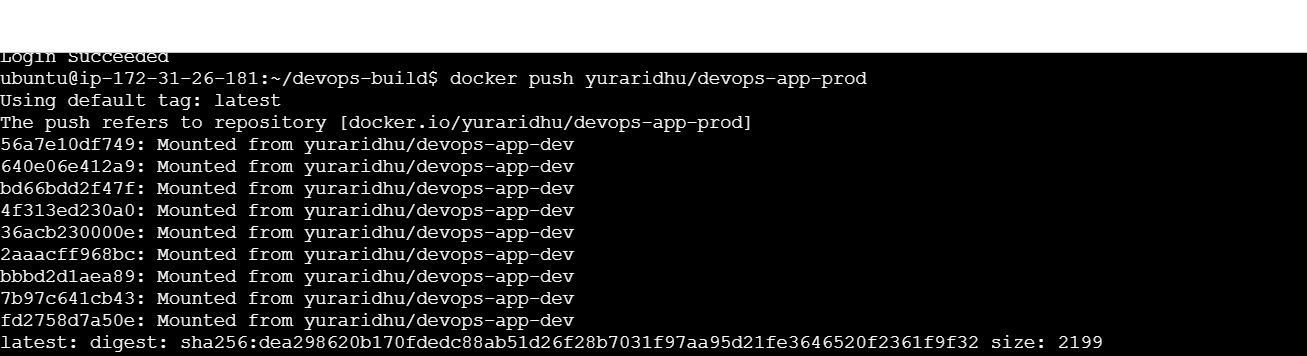 Login Succeeded
ubuntu@ip-172-31-26-181:~/devops-build$ docker push yuraridhu/devops-app-prod
Using default tag: latest
The push refers to repository [docker.io/yuraridhu/devops-app-prod]
56a7e10df749: Mounted from yuraridhu/devops-app-dev
640e06e412a9: Mounted from yuraridhu/devops-app-dev
bd66bdd2f47f: Mounted from yuraridhu/devops-app-dev
4f313ed230a0: Mounted from yuraridhu/devops-app-dev
36acb230000e: Mounted from yuraridhu/devops-app-dev
2aaacff968bc: Mounted from yuraridhu/devops-app-dev
bbbd2d1aea89: Mounted from yuraridhu/devops-app-dev
7b97c641cb43: Mounted from yuraridhu/devops-app-dev
fd2758d7a50e: Mounted from yuraridhu/devops-app-dev
latest: digest: sha256:dea298620b170fdedc88ab51d26f28b7031f97aa95d21fe3646520f2361f9f32 size: 2199